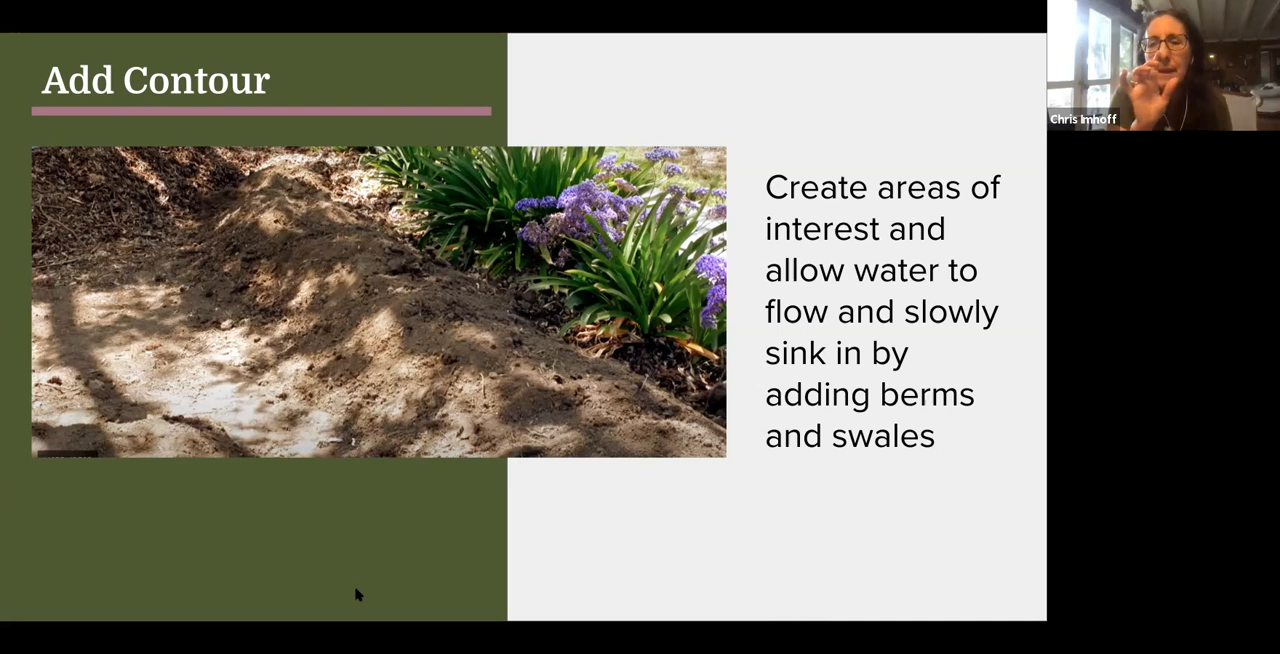 Add Contour
Create areas of
interest and
allow water to
flow and slowly
sink in by
adding berms
and swales
Chris Imhoff